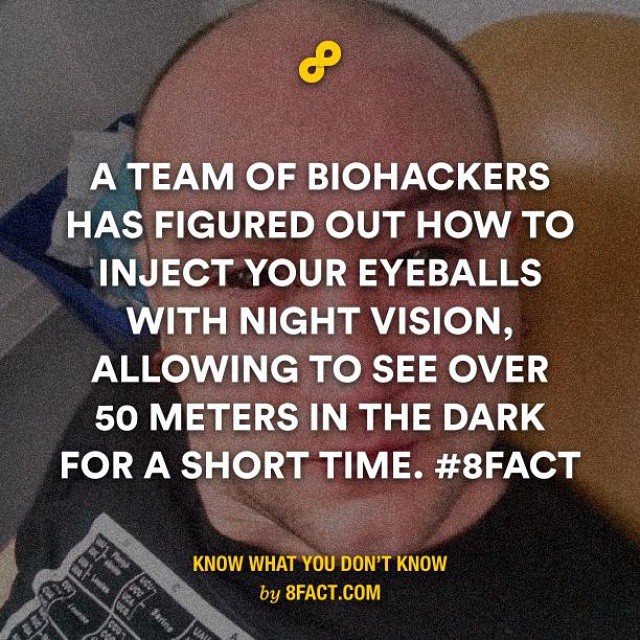 A TEAM OF BIOHACKERS
HAS FIGURED OUT HOW TO
INJECT YOUR EYEBALLS
WITH NIGHT VISION,
ALLOWING TO SEE OVER
50 METERS IN THE DARK
FOR A SHORT TIME. #8FACT
KNOW WHAT YOU DON'T KNOW
by 8FACT.COM